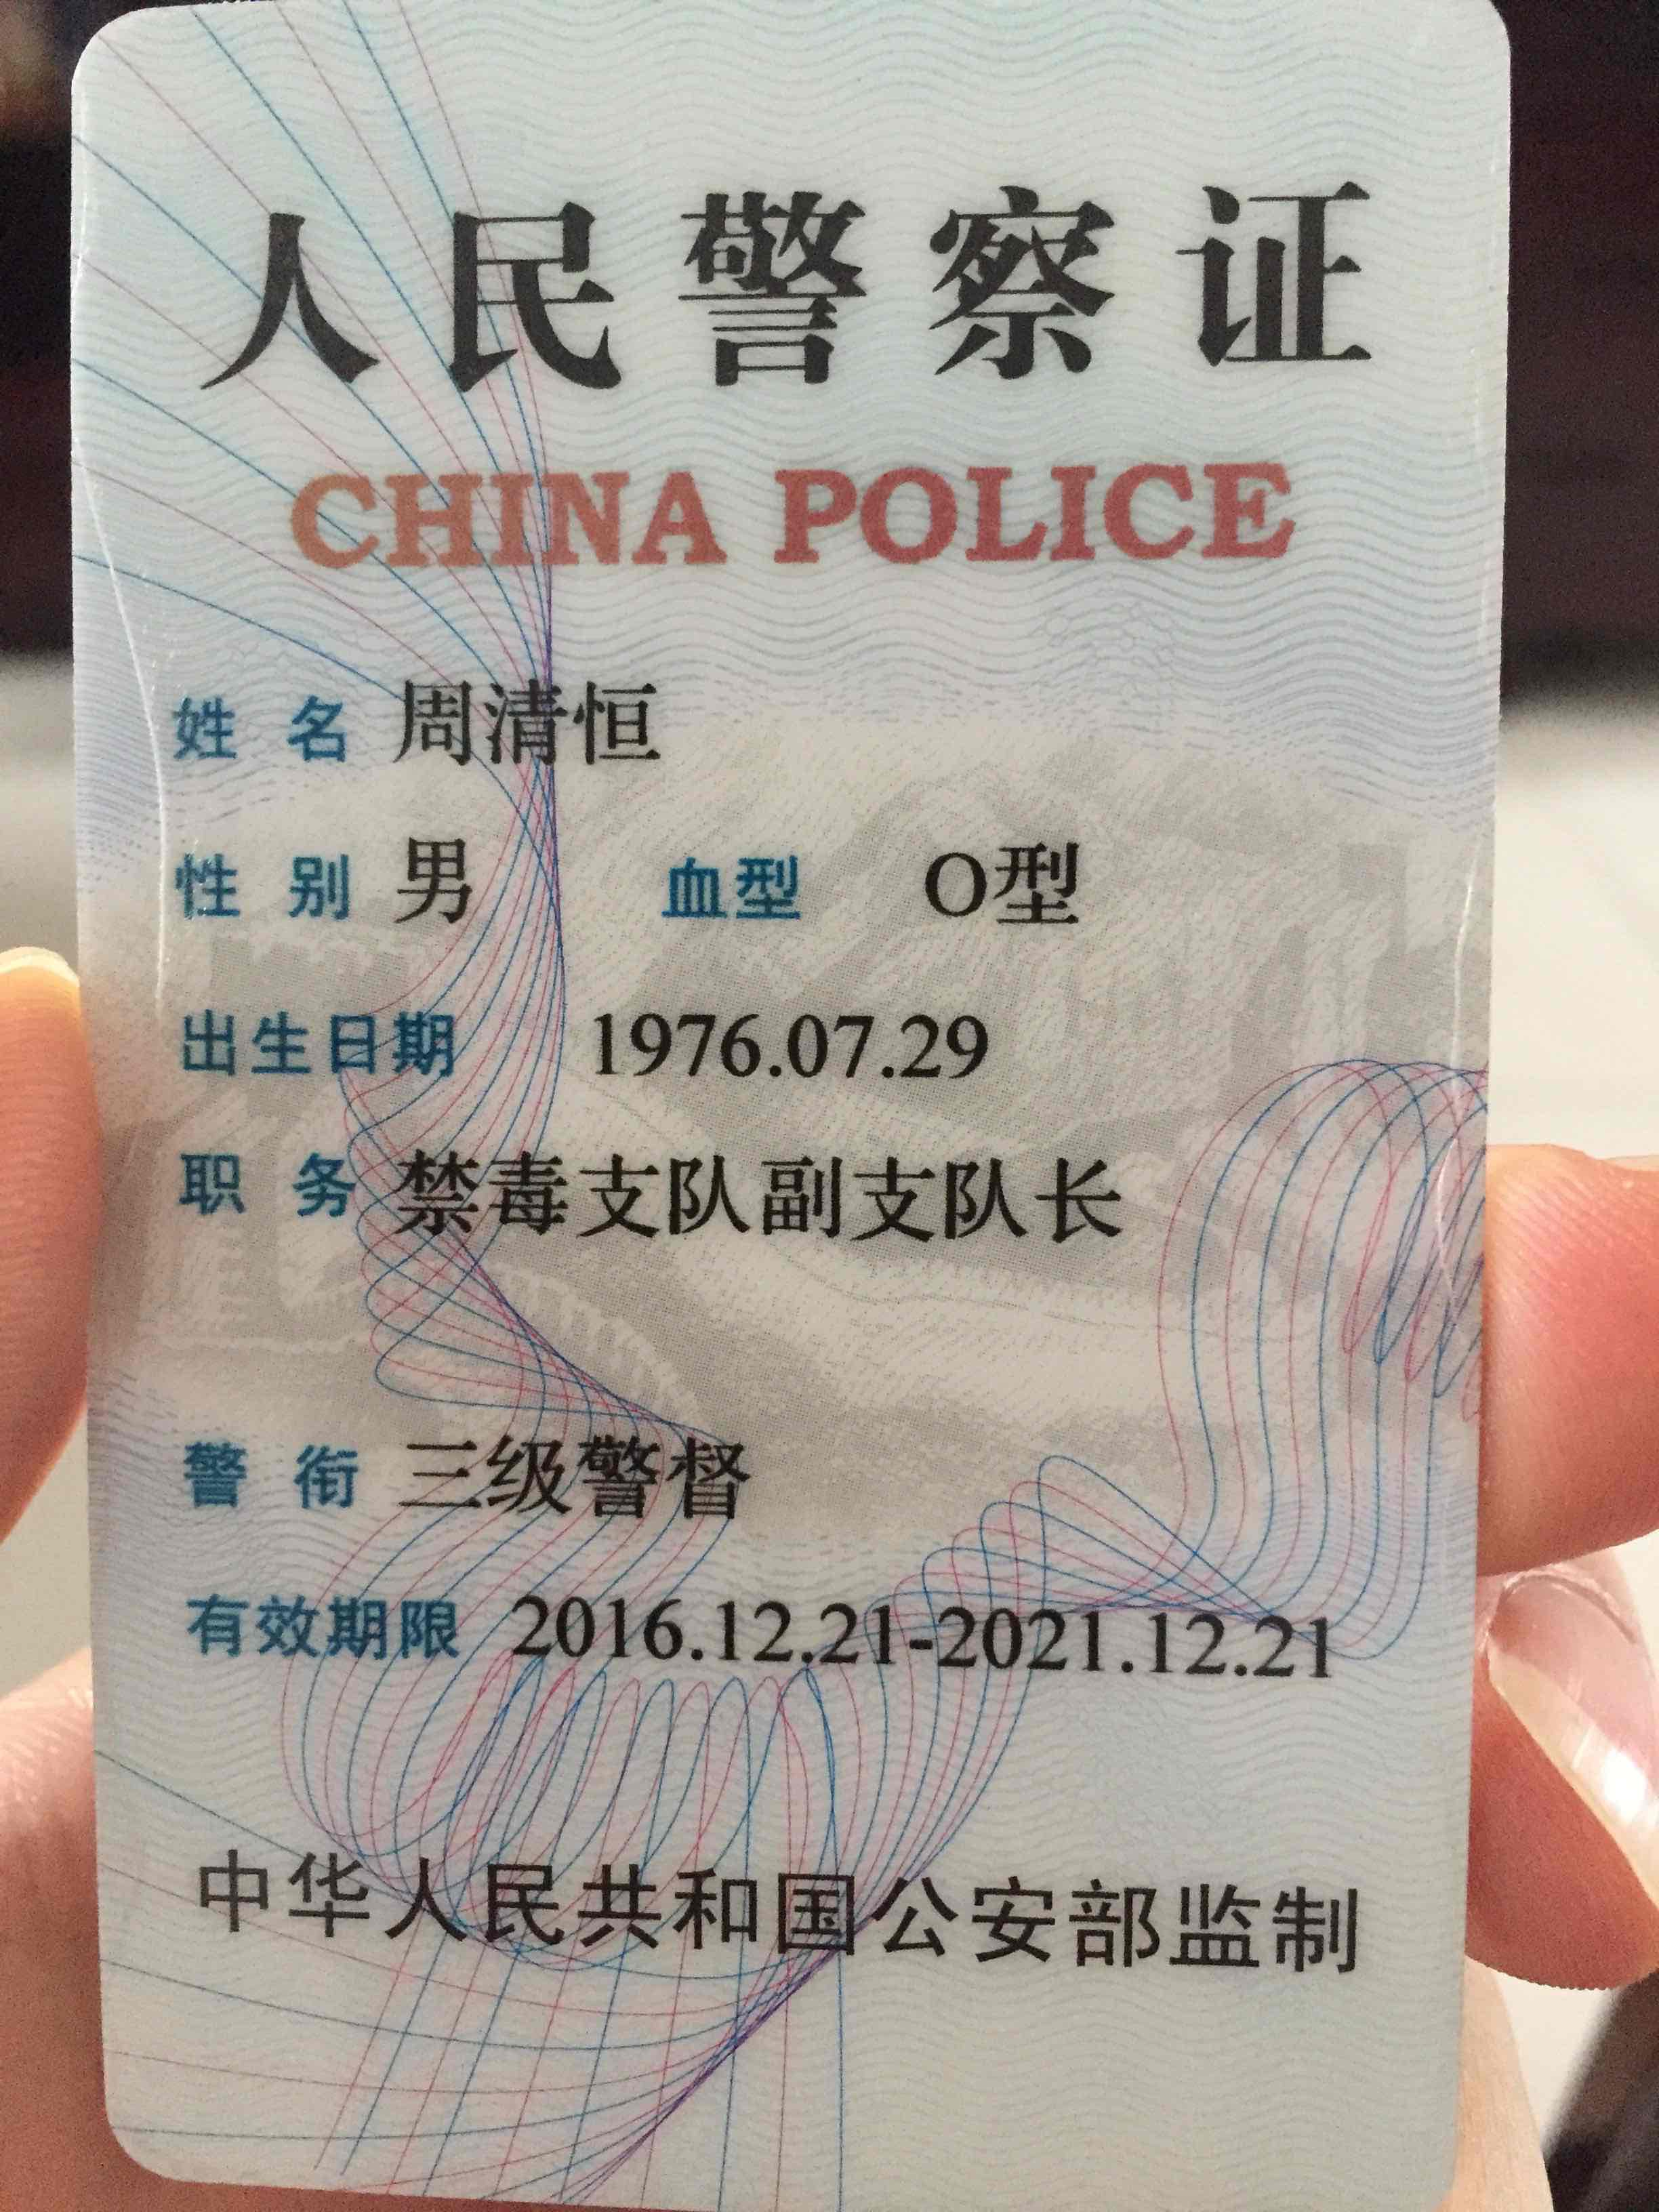 人民警察证
CHINA POLICE
姓 名 周清恒
性 别 男 血型 O型
出生日期 1976.07.29
职 务 禁毒支队副支队长
警 衔 三级警督
有效期限 2016.12.21-2021.12.21
中华人民共和国公安部监制